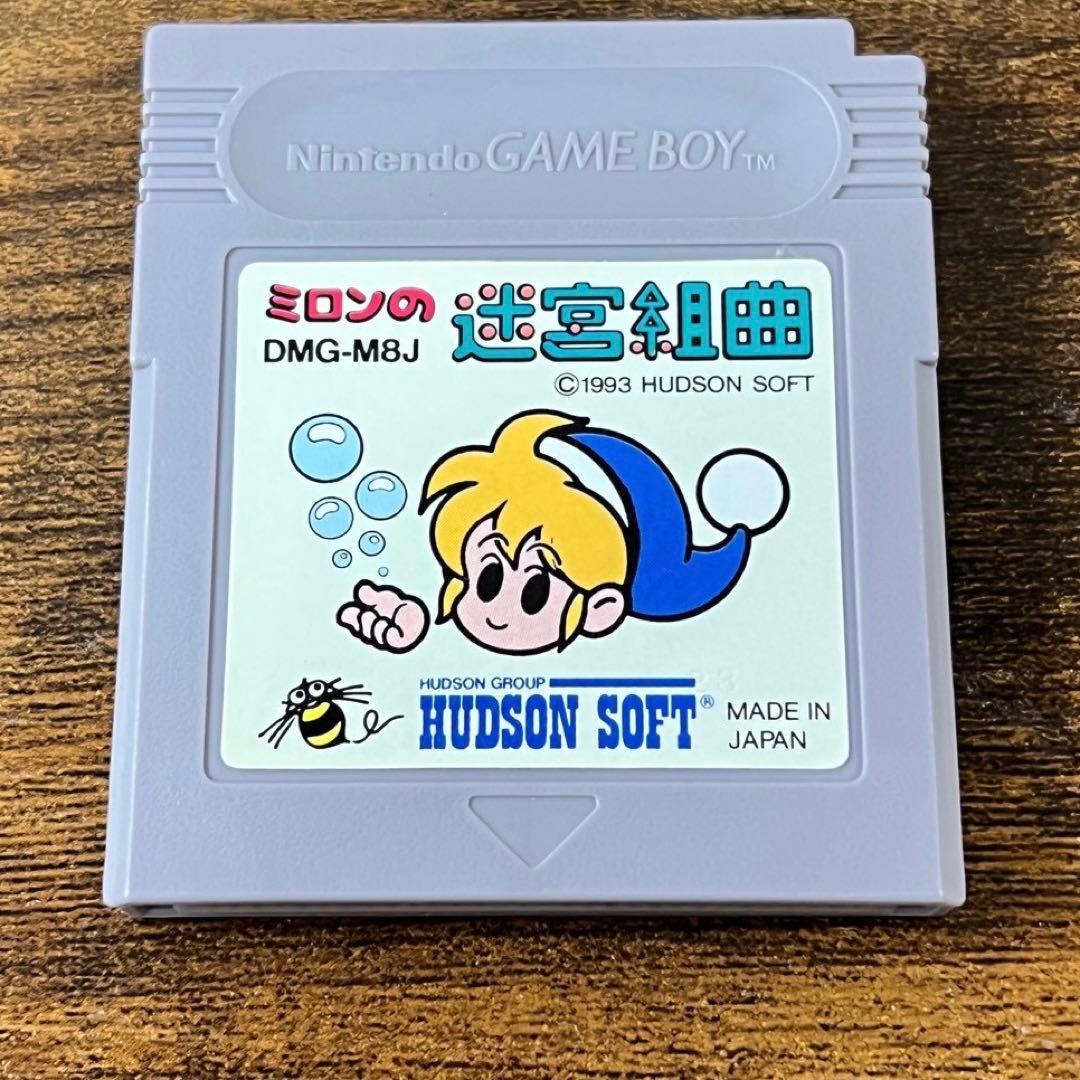 Nintendo GAME BOY™
ミロンの 迷宮組曲
DMG-M8J
©1993 HUDSON SOFT
HUDSON GROUP
HUDSON SOFT®
MADE IN
JAPAN